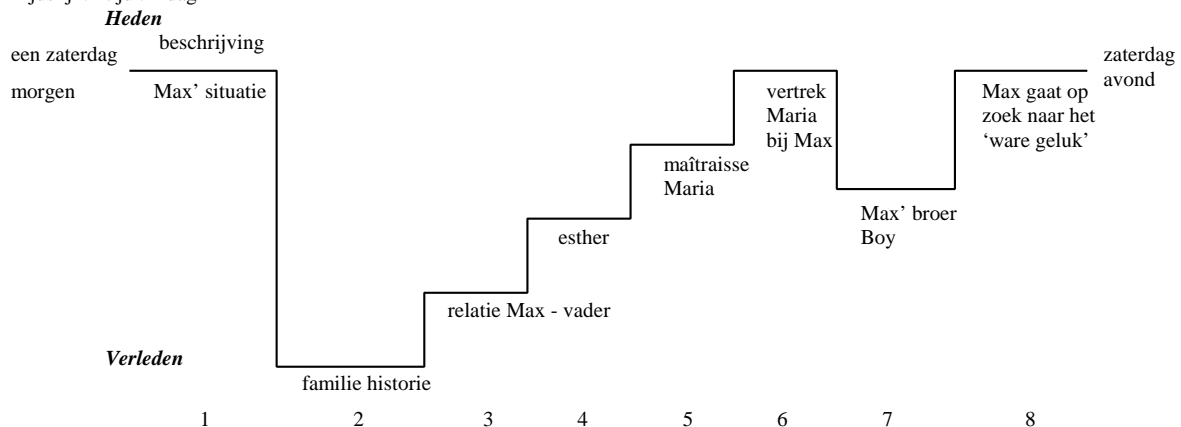 Heden
een zaterdag
morgen
beschrijving
Max' situatie
familie historie
relatie Max - vader
esther
maîtraisse
Maria
vertrek
Maria
bij Max
Max' broer
Boy
Max gaat op
zoek naar het
‘ware geluk’
zaterdag
avond
Verleden
1 2 3 4 5 6 7 8